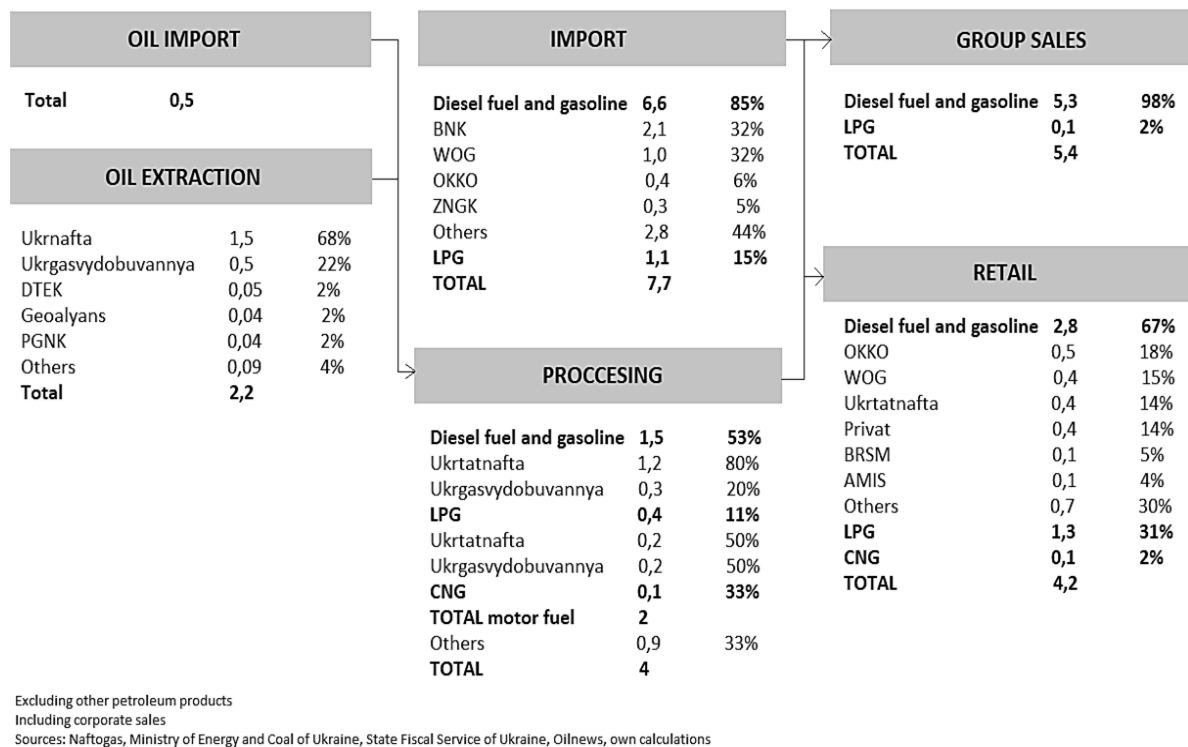 OIL IMPORT
Total 0,5
OIL EXTRACTION
Ukrnafta 1,5 68%
Ukrgasvydobuvannya 0,5 22%
DTEK 0,05 2%
Geoalyans 0,04 2%
PGNK 0,04 2%
Others 0,09 4%
Total 2,2
IMPORT
Diesel fuel and gasoline 6,6 85%
BNK 2,1 32%
WOG 1,0 32%
OKKO 0,4 6%
ZNGK 0,3 5%
Others 2,8 44%
LPG 1,1 15%
TOTAL 7,7
PROCCESING
Diesel fuel and gasoline 1,5 53%
Ukrtatnafta 1,2 80%
Ukrgasvydobuvannya 0,3 20%
LPG 0,4 11%
Ukrtatnafta 0,2 50%
Ukrgasvydobuvannya 0,2 50%
CNG 0,1 33%
TOTAL motor fuel 2
Others 0,9 33%
TOTAL 4
GROUP SALES
Diesel fuel and gasoline 5,3 98%
LPG 0,1 2%
TOTAL 5,4
RETAIL
Diesel fuel and gasoline 2,8 67%
OKKO 0,5 18%
WOG 0,4 15%
Ukrtatnafta 0,4 14%
Privat 0,4 14%
BRSM 0,1 5%
AMIS 0,1 4%
Others 0,7 30%
LPG 1,3 31%
CNG 0,1 2%
TOTAL 4,2
Excluding other petroleum products
Including corporate sales
Sources: Naftogas, Ministry of Energy and Coal of Ukraine, State Fiscal Service of Ukraine, Oilnews, own calculations